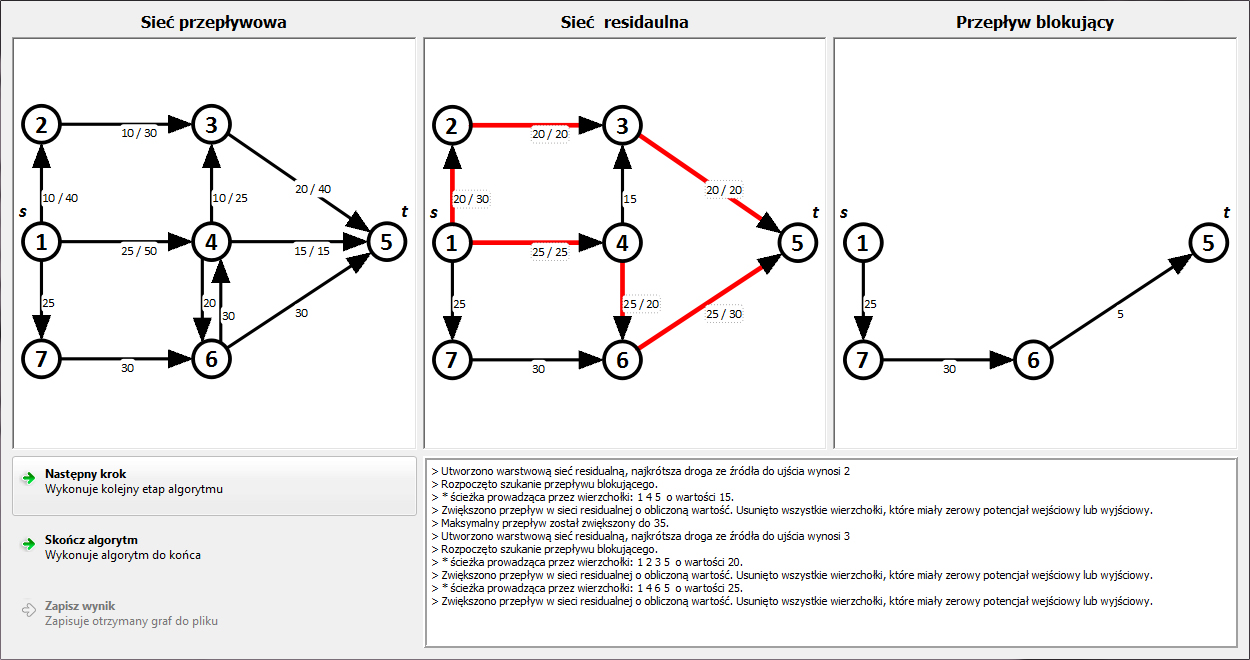 Sieć przepływowa
2
3
10 / 30
20 / 40
10 / 40
10 / 25
s
t
1
4
5
25 / 50
15 / 15
25
20
30
30
7
6
30
Sieć residaulna
2
3
20 / 20
20 / 20
20 / 30
15
s
t
1
4
5
25 / 25
25
25 / 20
25 / 30
7
6
30
Przepływ blokujący
s
t
1
5
25
5
7
6
30
Następny krok
Wykonuje kolejny etap algorytmu
Skończ algorytm
Wykonuje algorytm do końca
Zapisz wynik
Zapisuje otrzymany graf do pliku
> Utworzono warstwową sieć residualną, najkrótsza droga ze źródła do ujścia wynosi 2
> Rozpoczęto szukanie przepływu blokującego.
> * ścieżka prowadząca przez wierzchołki: 1 4 5 o wartości 15.
> Zwiększono przepływ w sieci residualnej o obliczoną wartość. Usunięto wszystkie wierzchołki, które miały zerowy potencjał wejściowy lub wyjściowy.
> Maksymalny przepływ został zwiększony do 35.
> Utworzono warstwową sieć residualną, najkrótsza droga ze źródła do ujścia wynosi 3
> Rozpoczęto szukanie przepływu blokującego.
> * ścieżka prowadząca przez wierzchołki: 1 2 3 5 o wartości 20.
> Zwiększono przepływ w sieci residualnej o obliczoną wartość. Usunięto wszystkie wierzchołki, które miały zerowy potencjał wejściowy lub wyjściowy.
> * ścieżka prowadząca przez wierzchołki: 1 4 6 5 o wartości 25.
> Zwiększono przepływ w sieci residualnej o obliczoną wartość. Usunięto wszystkie wierzchołki, które miały zerowy potencjał wejściowy lub wyjściowy.